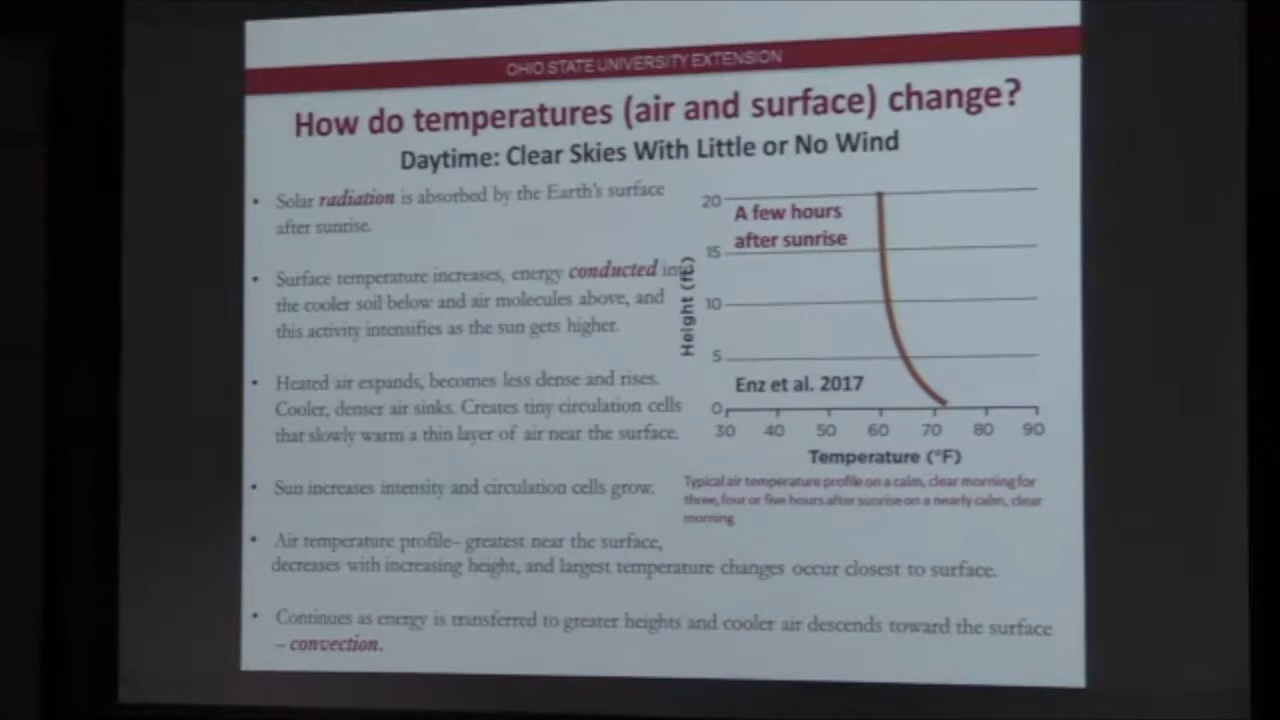 OHIO STATE UNIVERSITY EXTENSION
How do temperatures (air and surface) change?
Daytime: Clear Skies With Little or No Wind
• Solar radiation is absorbed by the Earth's surface
after sunrise.
• Surface temperature increases, energy conducted into
the cooler soil below and air molecules above, and
this activity intensifies as the sun gets higher.
• Heated air expands, becomes less dense and rises.
Cooler, denser air sinks. Creates tiny circulation cells
that slowly warm a thin layer of air near the surface.
• Sun increases intensity and circulation cells grow.
• Air temperature profile– greatest near the surface,
decreases with increasing height, and largest temperature changes occur closest to surface.
• Continues as energy is transferred to greater heights and cooler air descends toward the surface
– convection.
A few hours
after sunrise
Height (ft)
20
15
10
5
0
Enz et al. 2017
30 40 50 60 70 80 90
Temperature (°F)
Typical air temperature profile on a calm, clear morning for
three, four or five hours after sunrise on a nearly calm, clear
morning